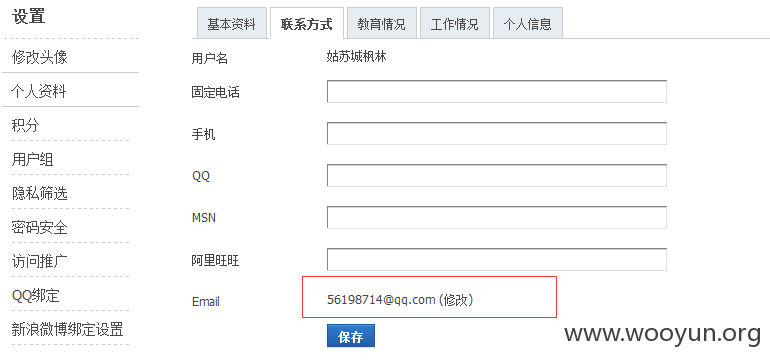 设置
修改头像
个人资料
积分
用户组
隐私筛选
密码安全
访问推广
QQ绑定
新浪微博绑定设置
基本资料 联系方式 教育情况 工作情况 个人信息
用户名 姑苏城枫林
固定电话
手机
QQ
MSN
阿里旺旺
Email 56198714@qq.com (修改)
保存
www.wooyun.org